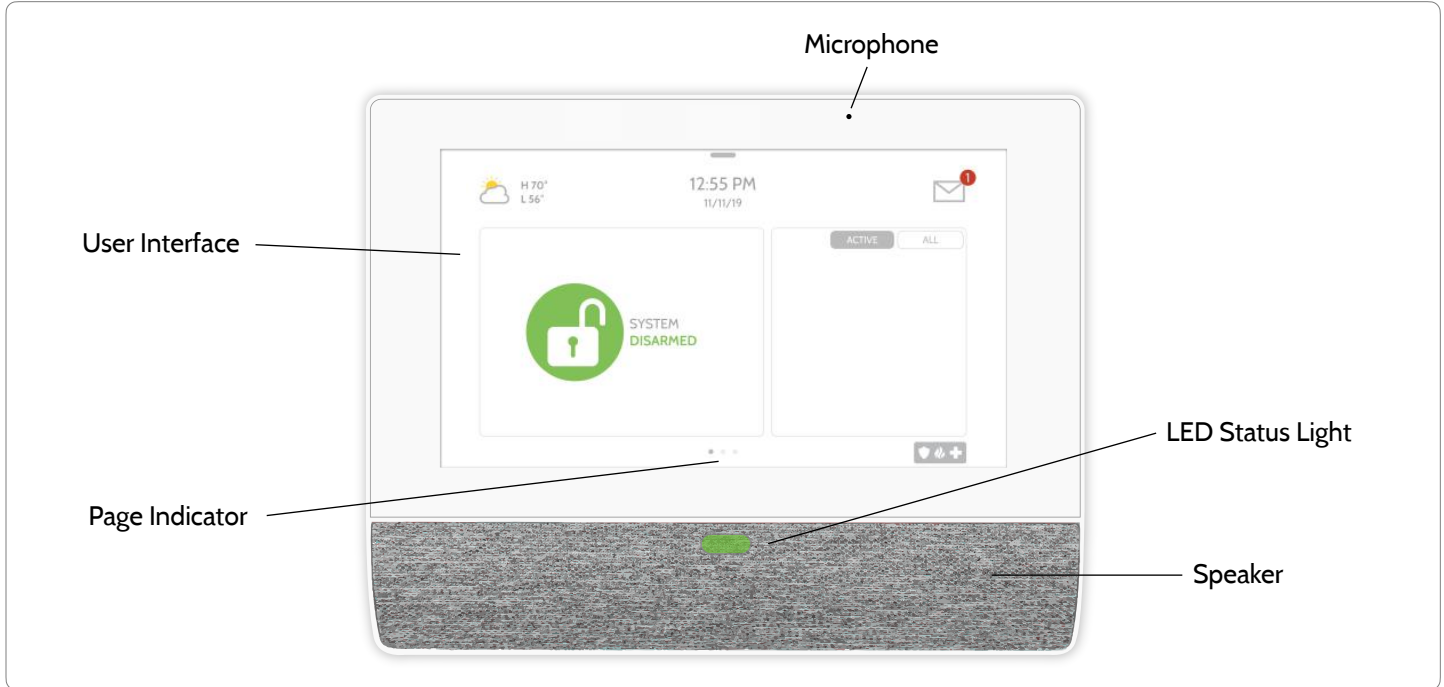 Microphone
H 70°
L 56°
12:55 PM
11/11/19
1
User Interface
ACTIVE
ALL
SYSTEM
DISARMED
LED Status Light
Page Indicator
Speaker